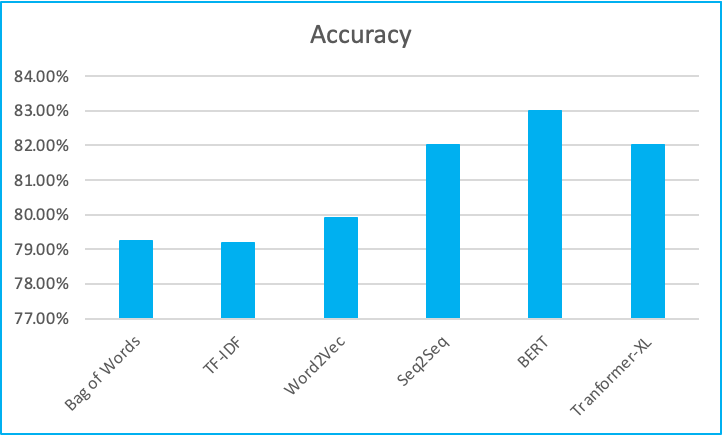 Accuracy
84.00%
83.00%
82.00%
81.00%
80.00%
79.00%
78.00%
77.00%
Bag of Words
TF-IDF
Word2Vec
Seq2Seq
BERT
Tranformer-XL